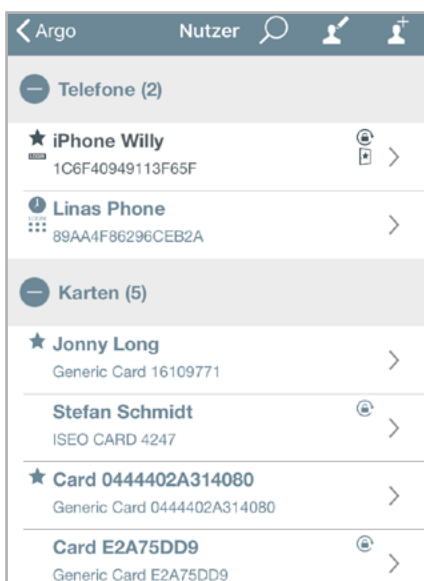 Argo Nutzer
Telefone (2)
iPhone Willy
1C6F40949113F65F
Linas Phone
89AA4F86296CEB2A
Karten (5)
Jonny Long
Generic Card 16109771
Stefan Schmidt
ISEO CARD 4247
Card 0444402A314080
Generic Card 0444402A314080
Card E2A75DD9
Generic Card E2A75DD9